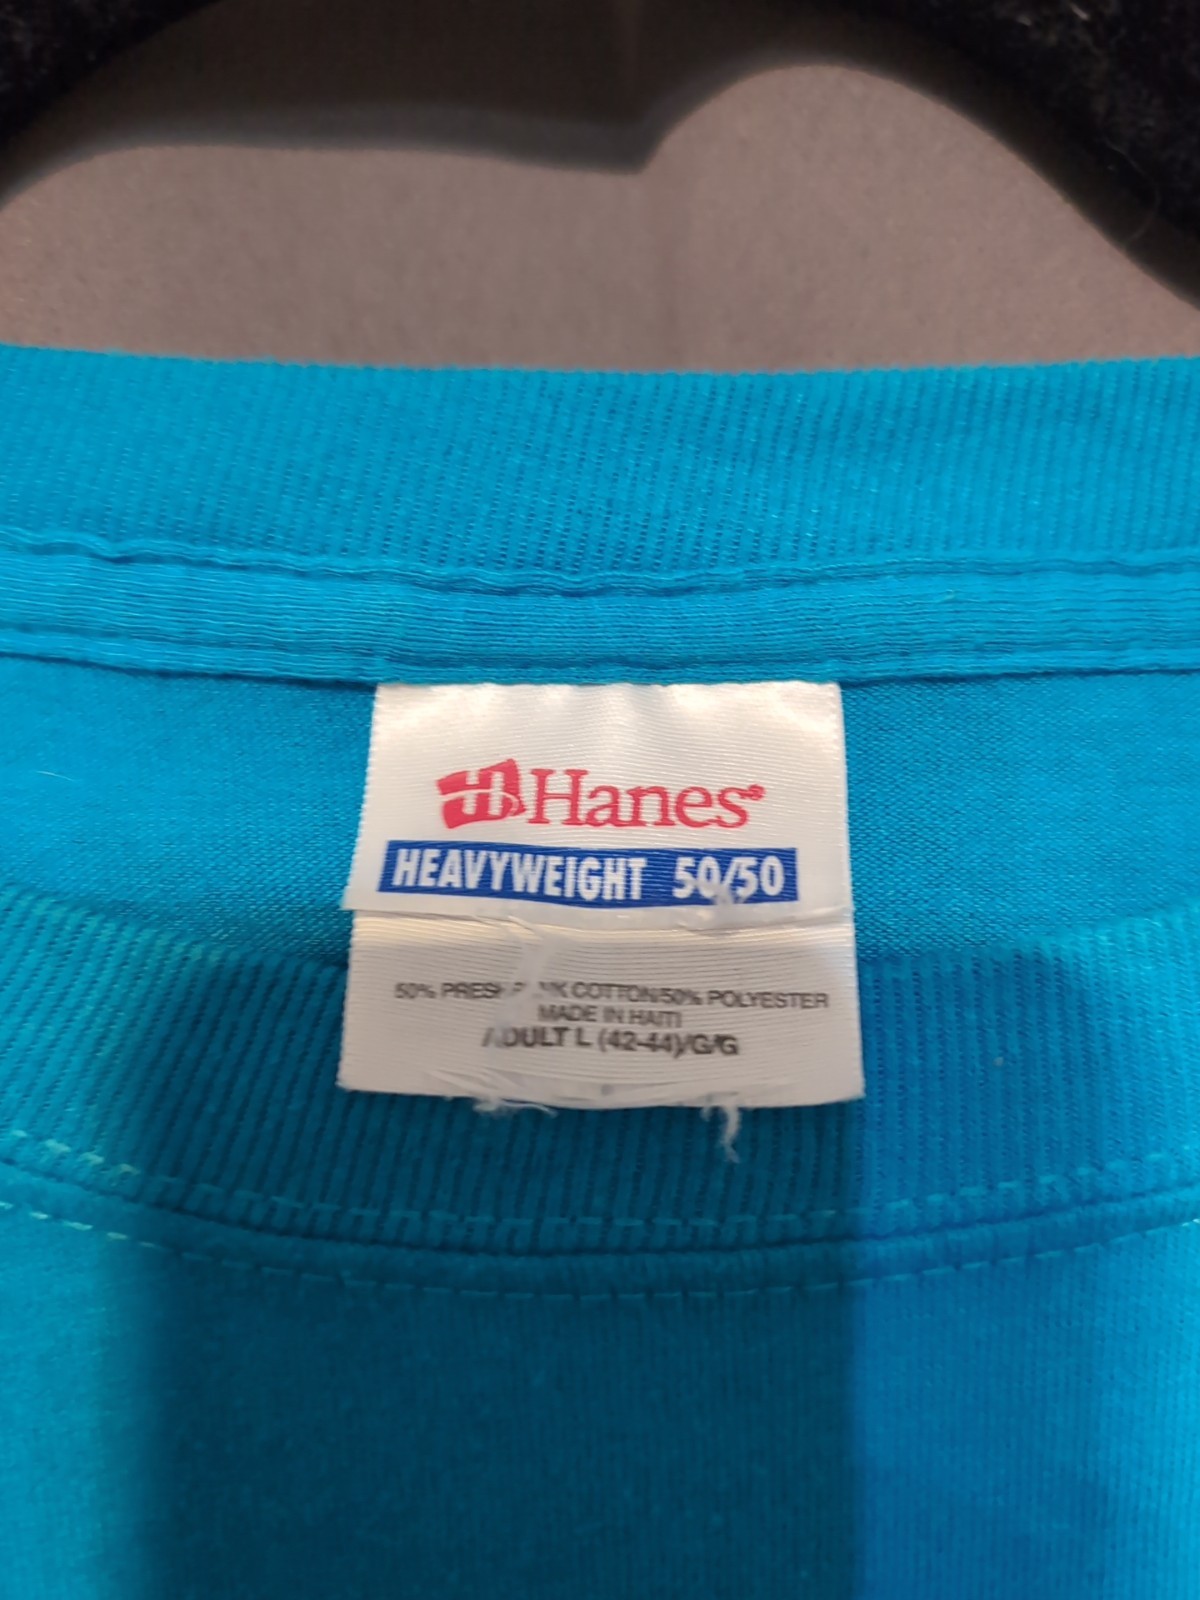 Hanes®
HEAVYWEIGHT 50/50
50% COTTON/50% POLYESTER
MADE IN HAITI
ADULT L (42-44)/G/G